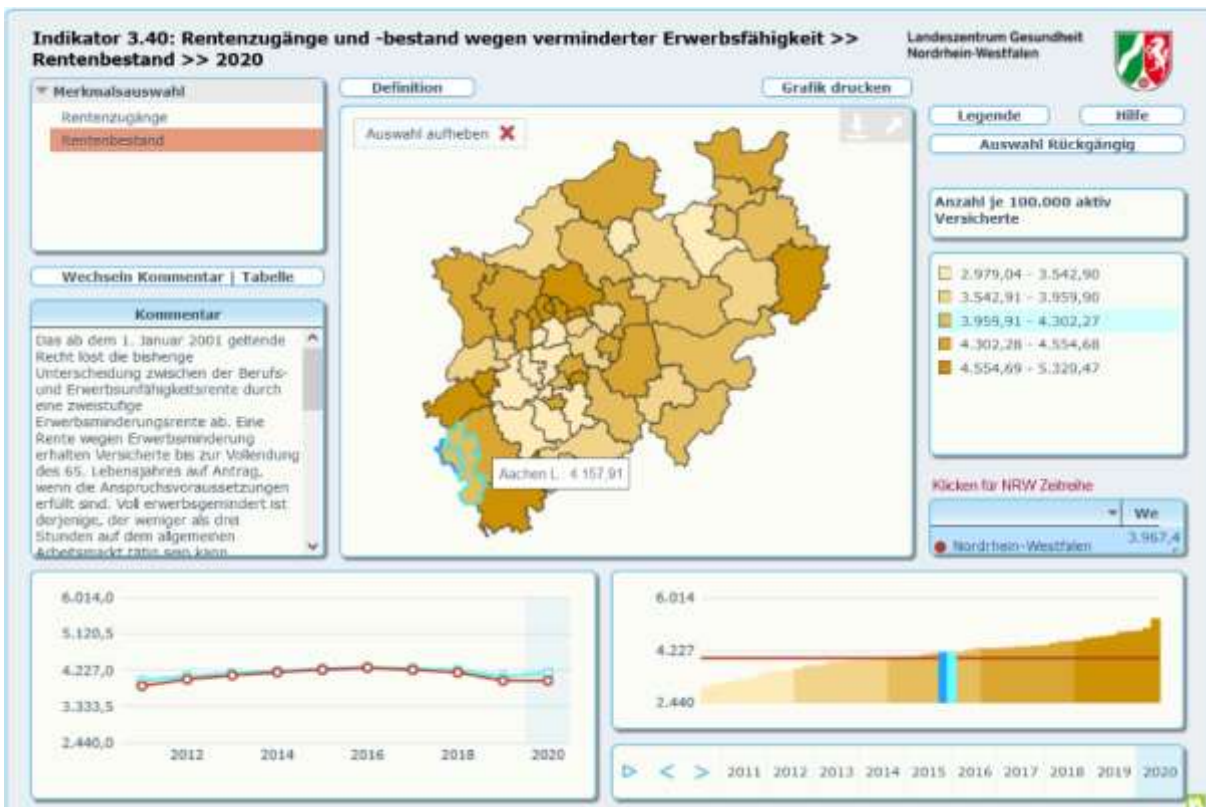 Indikator 3.40: Rentenzugänge und -bestand wegen verminderter Erwerbsfähigkeit >>
Rentenbestand >> 2020
Landeszentrum Gesundheit
Nordrhein-Westfalen
Merkmalsauswahl
Rentenzugänge
Rentenbestand
Definition
Grafik drucken
Auswahl aufheben
Legende
Hilfe
Auswahl Rückgängig
Anzahl je 100.000 aktiv
Versicherte
2.979,04 - 3.542,90
3.542,91 - 3.959,90
3.959,91 - 4.302,27
4.302,28 - 4.554,68
4.554,69 - 5.320,47
Wechseln Kommentar | Tabelle
Kommentar
Das ab dem 1. Januar 2001 geltende
Recht löst die bisherige
Unterscheidung zwischen der Berufs-
und Erwerbsunfähigkeitsrente durch
eine zweistufige
Erwerbsminderungsrente ab. Eine
Rente wegen Erwerbsminderung
erhalten Versicherte bis zur Vollendung
des 65. Lebensjahres auf Antrag,
wenn die Anspruchsvoraussetzungen
erfüllt sind. Voll erwerbsgemindert ist
derjenige, der weniger als drei
Stunden auf dem allgemeinen
Arbeitsmarkt tätig sein kann
Aachen L.: 4 157,91
Klicken für NRW Zeitreihe
We
Nordrhein-Westfalen
3.967,4
6.014,0
5.120,5
4.227,0
3.333,5
2.440,0
2012 2014 2016 2018 2020
6.014
4.227
2.440
2011 2012 2013 2014 2015 2016 2017 2018 2019 2020